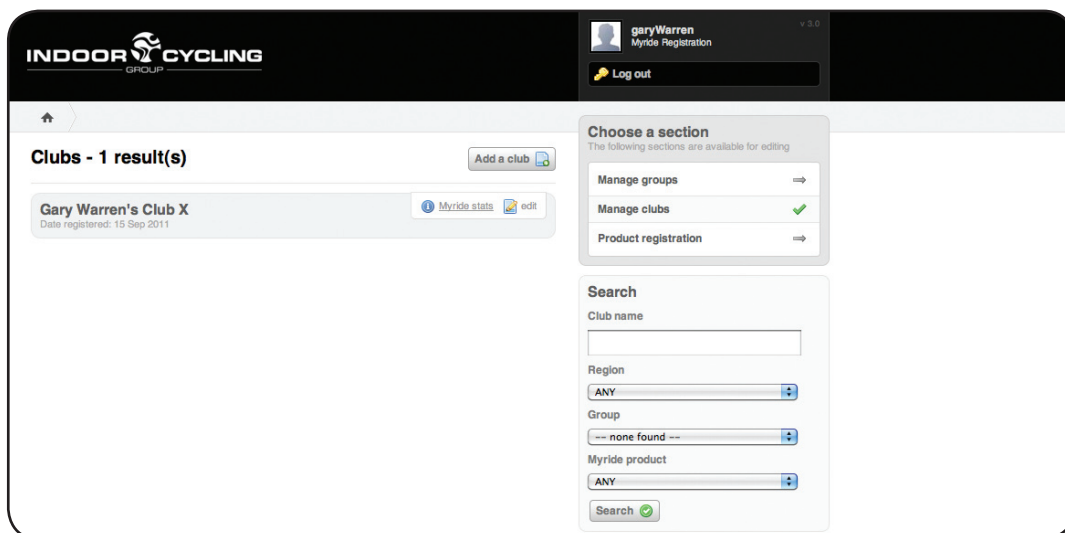 INDOOR CYCLING
GROUP
garyWarren
Myride Registration
v 3.0
Log out
Clubs - 1 result(s)
Add a club
Gary Warren's Club X
Date registered: 15 Sep 2011
Myride stats
edit
Choose a section
The following sections are available for editing
Manage groups
Manage clubs
Product registration
Search
Club name
Region
ANY
Group
-- none found --
Myride product
ANY
Search